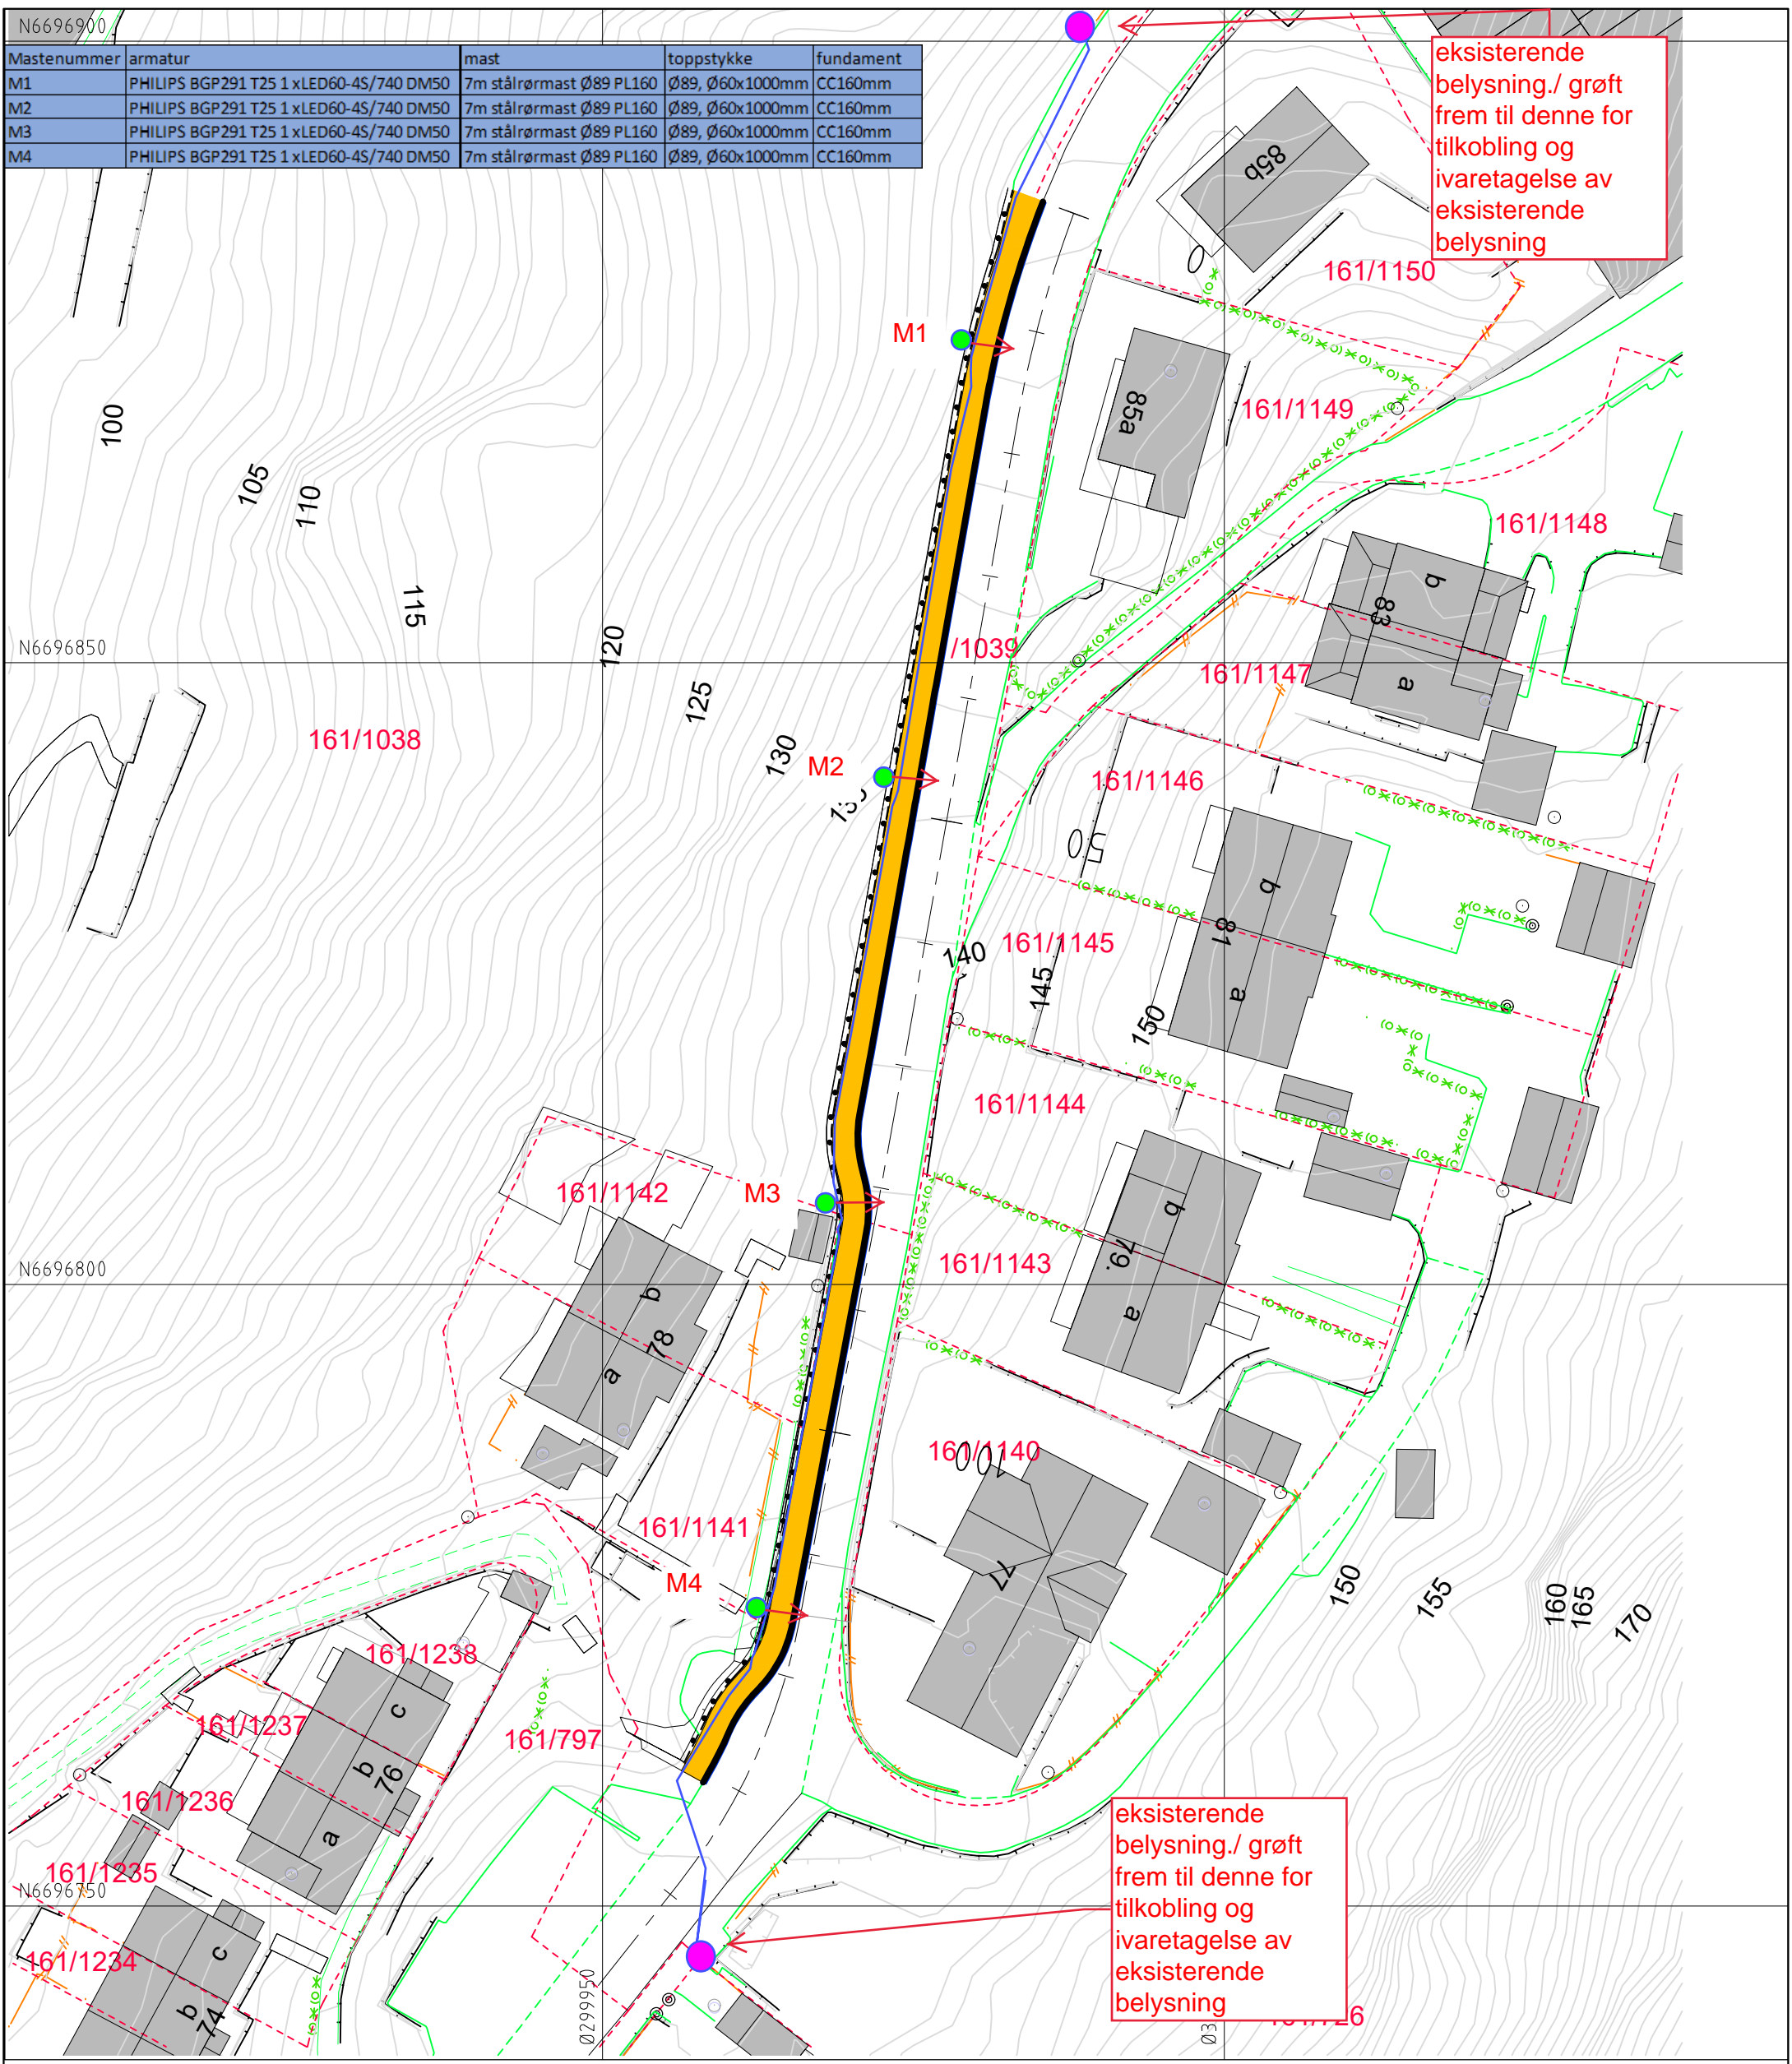 N6696900
Mastenummer armatur mast toppstykke fundament
M1 PHILIPS BGP291 T25 1 xLED60-4S/740 DM50 7m stålrørmast Ø89 PL160 Ø89, Ø60x1000mm CC160mm
M2 PHILIPS BGP291 T25 1 xLED60-4S/740 DM50 7m stålrørmast Ø89 PL160 Ø89, Ø60x1000mm CC160mm
M3 PHILIPS BGP291 T25 1 xLED60-4S/740 DM50 7m stålrørmast Ø89 PL160 Ø89, Ø60x1000mm CC160mm
M4 PHILIPS BGP291 T25 1 xLED60-4S/740 DM50 7m stålrørmast Ø89 PL160 Ø89, Ø60x1000mm CC160mm
eksisterende
belysning./ grøft
frem til denne for
tilkobling og
ivaretagelse av
eksisterende
belysning
85b
0
161/1150
M1
85a
161/1149
100
105
110
161/1148
115
120
b
83
a
N6696850
/1039
161/1147
125
161/1038
130
M2
161/1146
50
b
81
a
161/1145
140
145
150
161/1144
161/1142
M3
b
79.
a
161/1143
N6696800
b
78
a
161/1140
100
161/1141
77
M4
150
155
160
165
170
161/1238
c
161/1237
b
76
161/797
161/1236
a
eksisterende
belysning./ grøft
frem til denne for
tilkobling og
ivaretagelse av
eksisterende
belysning
161/1235
N6696750
161/1234
c
b
74
Ø299950